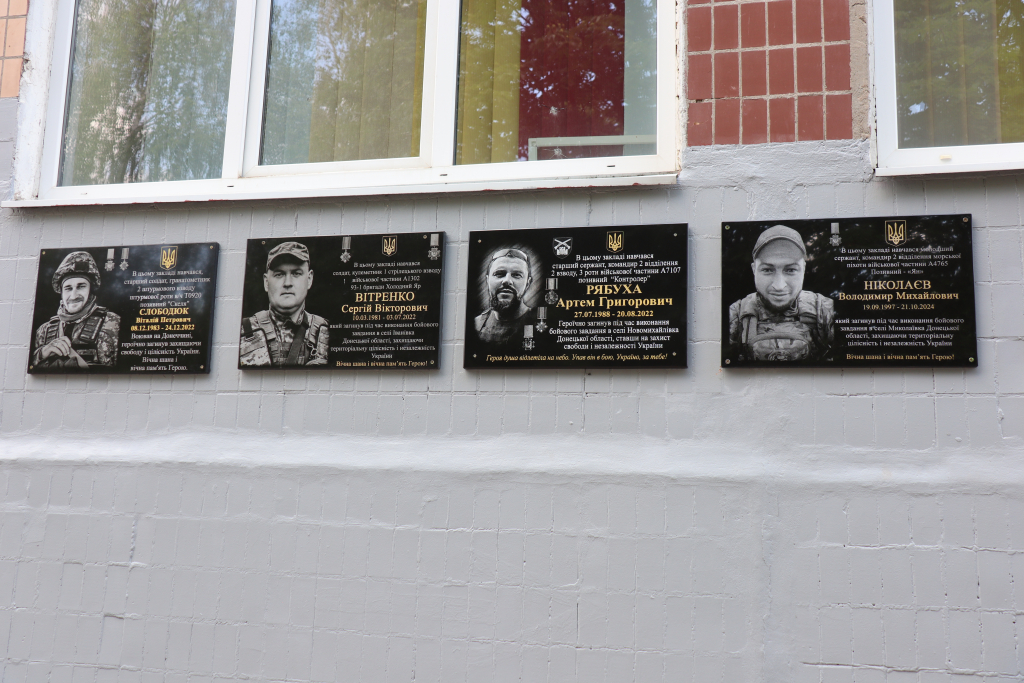 В цьому закладі навчався,
старший солдат, гранатометник
2 штурмового взводу
штурмової роти в/ч Т0920
позивний "Скеля"
СЛОБОДЮК
Віталій Петрович
08.12.1983 - 24.12.2022
Воював на Донеччині,
героїчно загинув захищаючи
свободу і цілісність України.
Вічна шана і
вічна пам'ять Герою.
В цьому закладі навчався
солдат, кулеметник 1 стрілецького взводу
військової частини А1302
93-ї бригади Холодний Яр
ВІТРЕНКО
Сергій Вікторович
10.03.1981 - 03.07.2022
який загинув під час виконання бойового
завдання в селі Іванівка
Донецької області, захищаючи
територіальну цілісність і незалежність
України
Вічна шана і вічна пам'ять Герою!
В цьому закладі навчався
старший сержант, командир 2 відділення
2 взводу, 3 роти військової частини А7107
позивний "Контролер"
РЯБУХА
Артем Григорович
27.07.1988 - 20.08.2022
Героїчно загинув під час виконання
бойового завдання в селі Новомихайлівка
Донецької області, ставши на захист
свободи і незалежності України
Героя душа відлетіла на небо. Упав він в бою, Україно, за тебе!
В цьому закладі навчався молодший
сержант, командир 2 відділення морської
піхоти військової частини А4765
Позивний - «Ян»
НІКОЛАЄВ
Володимир Михайлович
19.09.1997 - 21.10.2024
який загинув під час виконання бойового
завдання в селі Миколаївка Донецької
області, захищаючи територіальну
цілісність і незалежність України
Вічна шана і вічна пам'ять Герою!